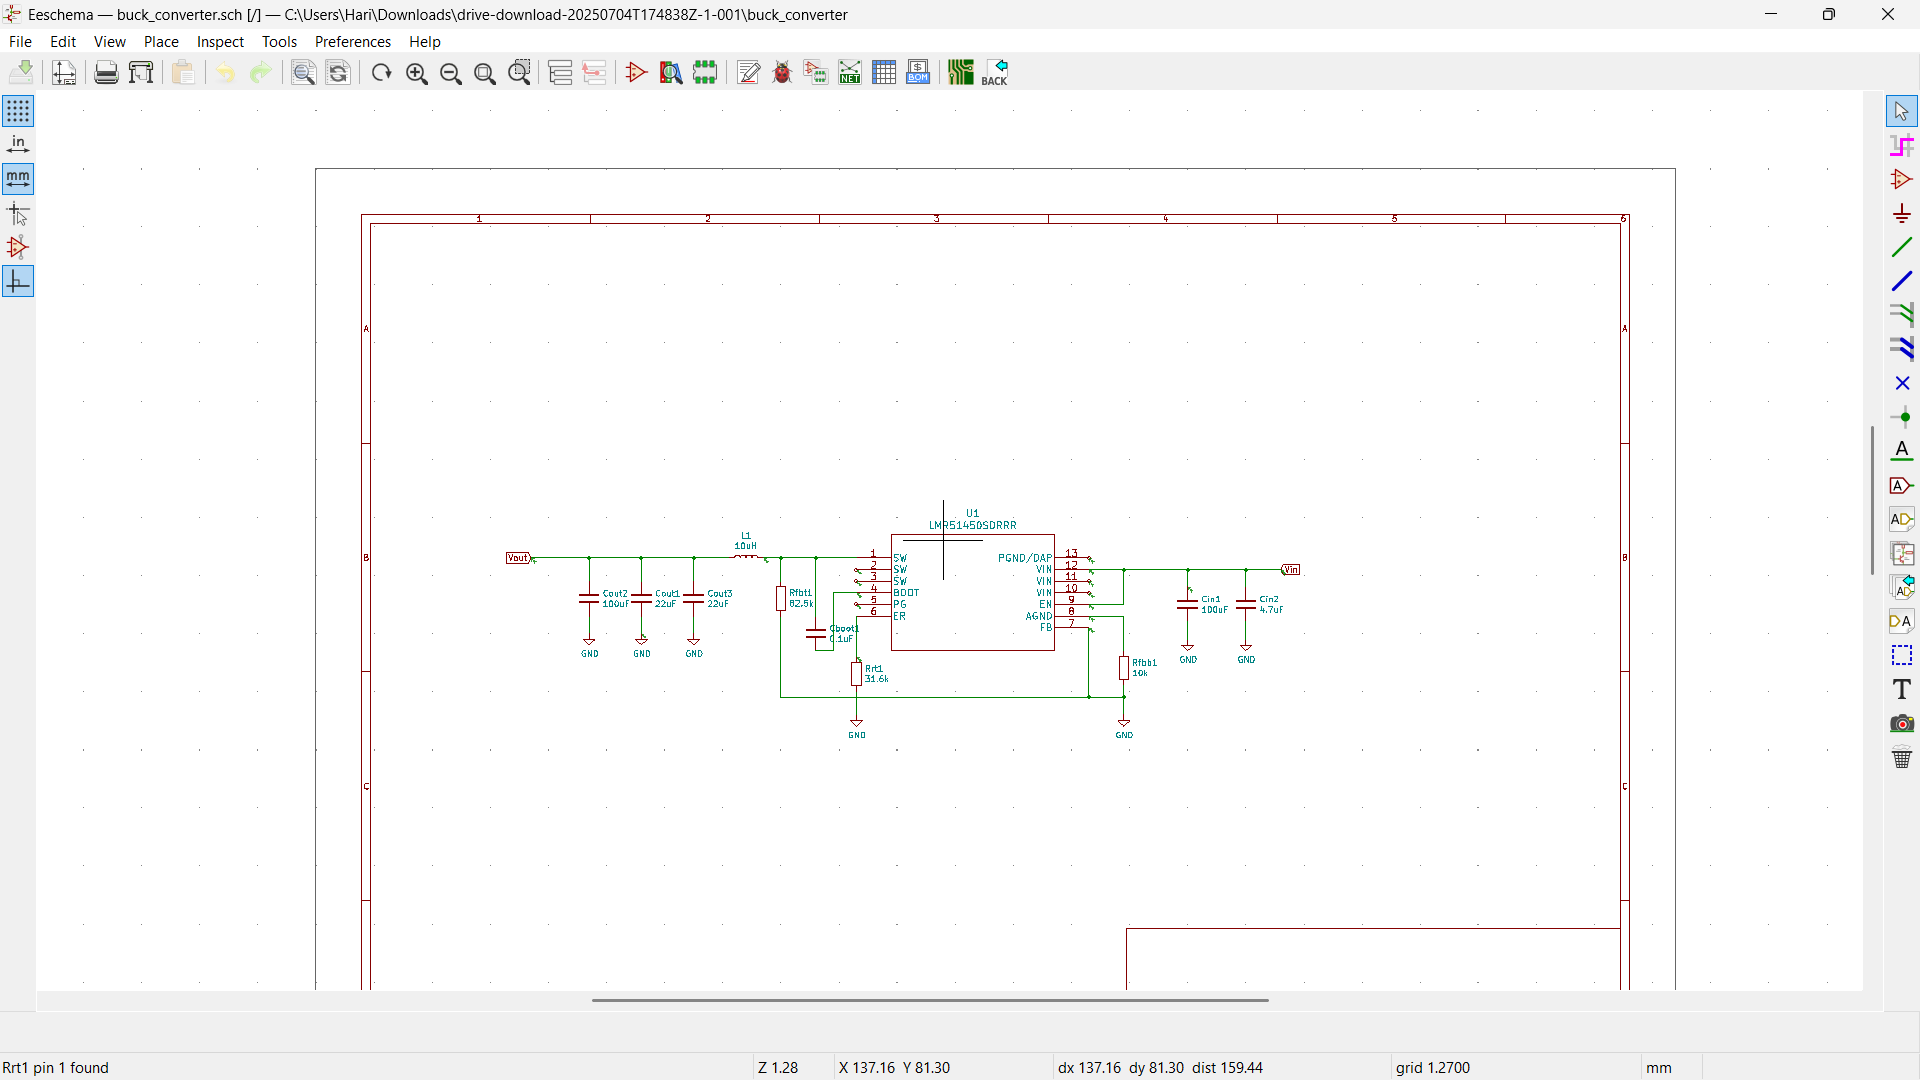 Eeschema — buck_converter.sch [/] — C:\Users\Hari\Downloads\drive-download-20250704T174838Z-1-001\buck_converter
File Edit View Place Inspect Tools Preferences Help
NET
$
BOM
BACK
in
mm
1 2 3 4 5 6
A A
U1
LMR51450SDRRR
L1
10uH
B B
Vout
1 SW
2 SW
3 SW
4 BOOT
5 PG
6 ER
PGND/DAP 13
VIN 12
VIN 11
VIN 10
EN 9
AGND 8
FB 7
Vin
Cout2
100uF
Cout1
22uF
Cout3
22uF
Rfbt1
82.5k
Cboot1
0.1uF
Cin1
100uF
Cin2
4.7uF
GND GND GND
GND GND
Rrt1
31.6k
Rfbb1
10k
GND GND
C C
A
A
A
A
A
T
Rrt1 pin 1 found Z 1.28 X 137.16 Y 81.30 dx 137.16 dy 81.30 dist 159.44 grid 1.2700 mm